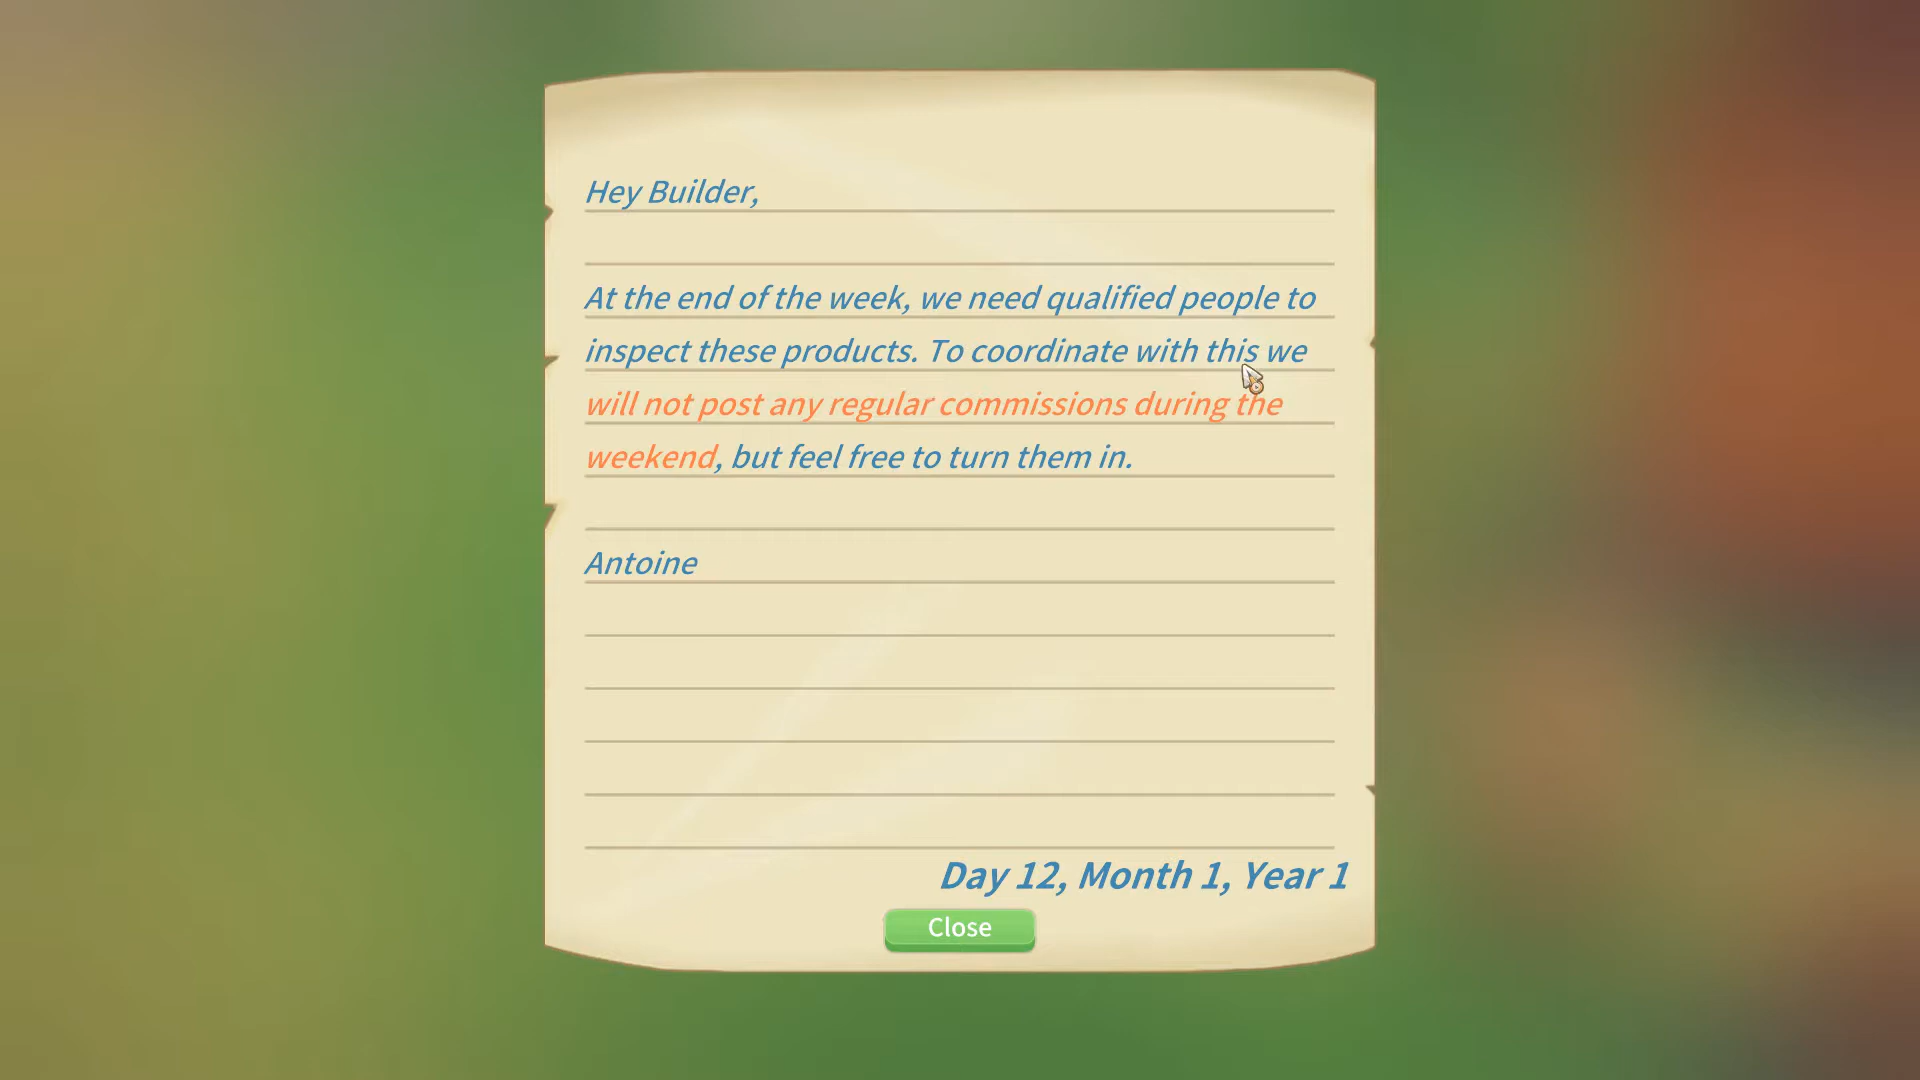 Hey Builder,
At the end of the week, we need qualified people to
inspect these products. To coordinate with this we
will not post any regular commissions during the
weekend, but feel free to turn them in.
Antoine
Day 12, Month 1, Year 1
Close